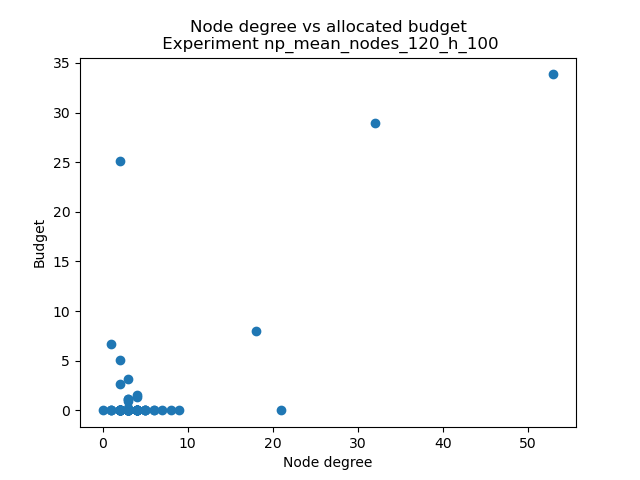 Node degree vs allocated budget
Experiment np_mean_nodes_120_h_100
35
30
25
20
15
10
5
0
Budget
0 10 20 30 40 50
Node degree